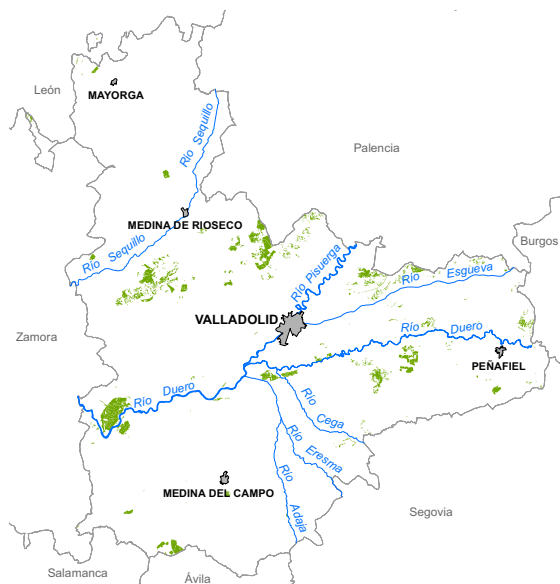 León
MAYORGA
Río Sequillo
Palencia
MEDINA DE RIOSECO
Río Sequillo
Burgos
Río Pisuerga
Río Esgueva
VALLADOLID
Zamora
Río Duero
PEÑAFIEL
Río Duero
Río Cega
Río Eresma
Río Adaja
MEDINA DEL CAMPO
Segovia
Salamanca
Ávila